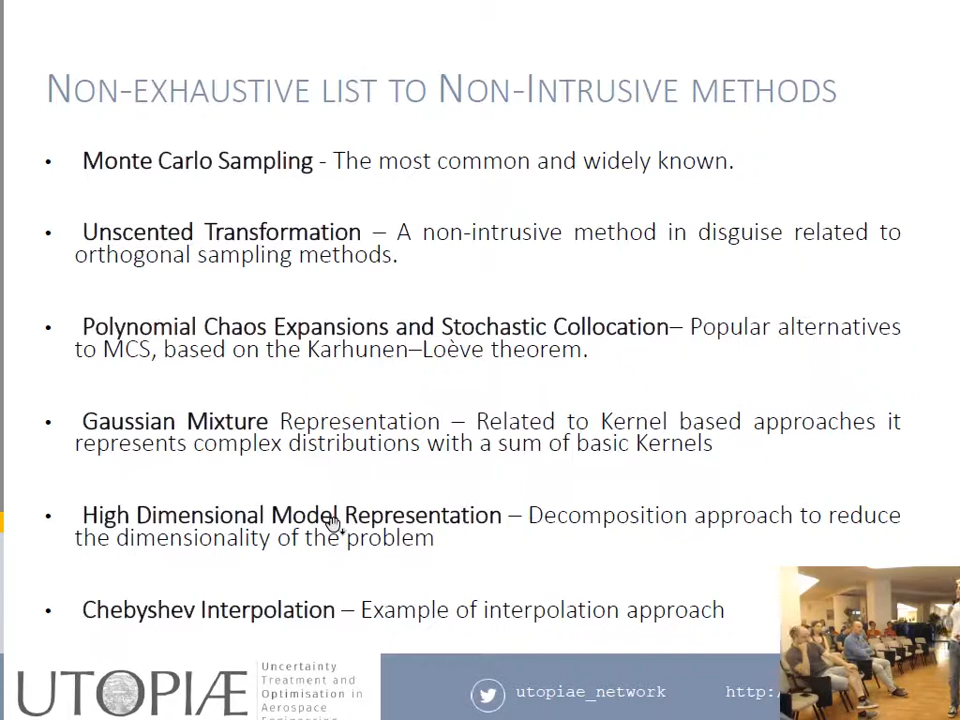 NON-EXHAUSTIVE LIST TO NON-INTRUSIVE METHODS
• Monte Carlo Sampling - The most common and widely known.
• Unscented Transformation – A non-intrusive method in disguise related to
orthogonal sampling methods.
• Polynomial Chaos Expansions and Stochastic Collocation– Popular alternatives
to MCS, based on the Karhunen–Loève theorem.
• Gaussian Mixture Representation – Related to Kernel based approaches it
represents complex distributions with a sum of basic Kernels
• High Dimensional Model Representation – Decomposition approach to reduce
the dimensionality of the problem
• Chebyshev Interpolation – Example of interpolation approach
UTOPIÆ
Uncertainty
Treatment and
Optimisation in
Aerospace
Engineering
utopiae_network
http:/